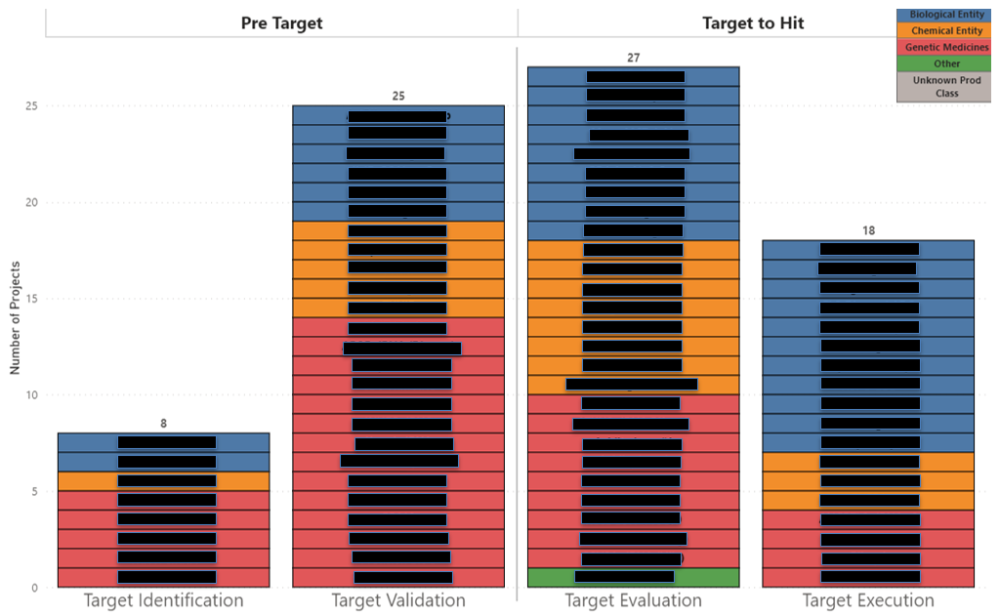 Pre Target
Target to Hit
Biological Entity
Chemical Entity
Genetic Medicines
Other
Unknown Prod
Class
Number of Projects
25
20
15
10
5
0
8
25
27
18
Target Identification
Target Validation
Target Evaluation
Target Execution